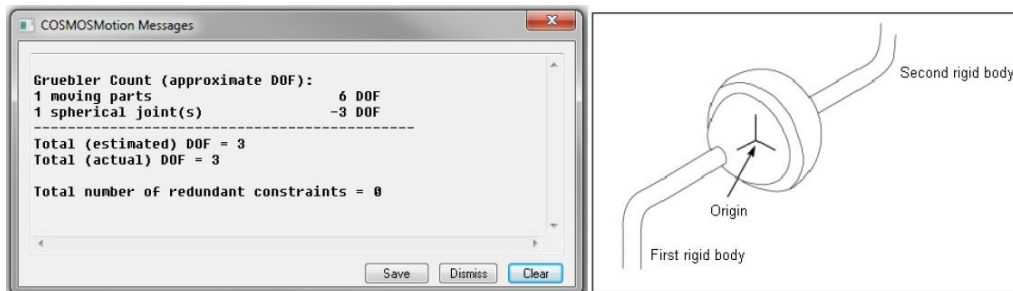 COSMOSMotion Messages
Gruebler Count (approximate DOF):
1 moving parts 6 DOF
1 spherical joint(s) -3 DOF
-----------------------------------------------
Total (estimated) DOF = 3
Total (actual) DOF = 3
Total number of redundant constraints = 0
Save Dismiss Clear
Second rigid body
Origin
First rigid body